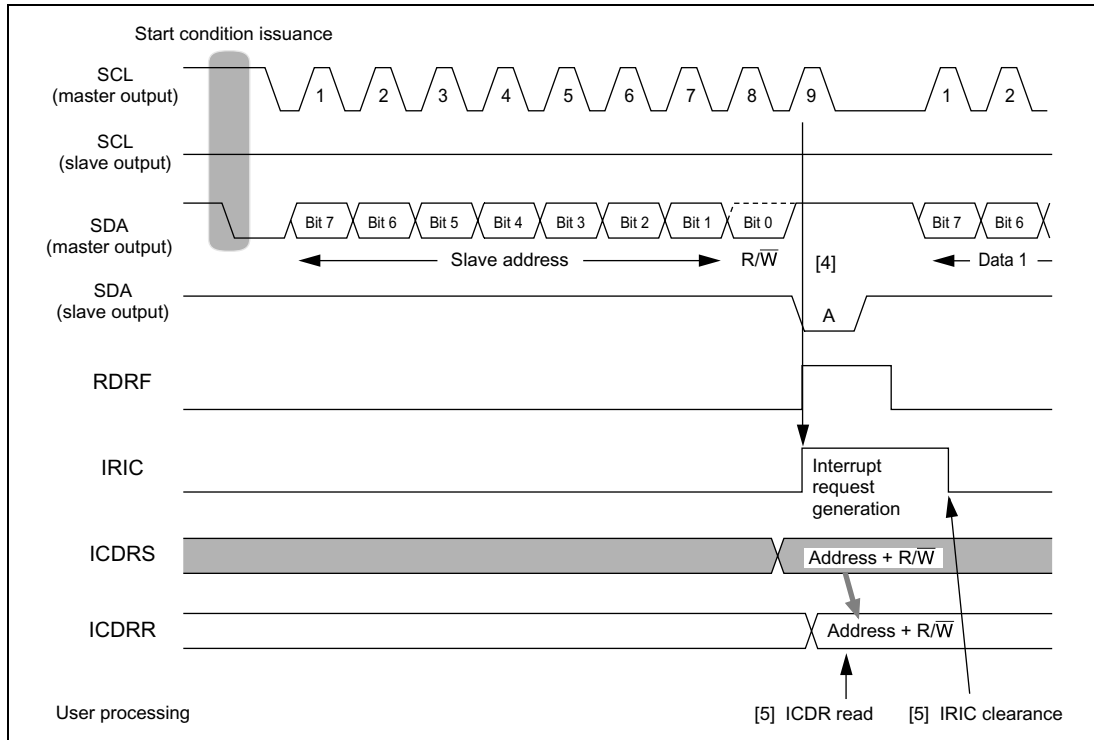 Start condition issuance
SCL
(master output)
1 2 3 4 5 6 7 8 9 1 2
SCL
(slave output)
SDA
(master output)
Bit 7 Bit 6 Bit 5 Bit 4 Bit 3 Bit 2 Bit 1 Bit 0 Bit 7 Bit 6
Slave address R/W̅ [4] Data 1
SDA
(slave output)
A
RDRF
IRIC
Interrupt
request
generation
ICDRS
Address + R/W̅
ICDRR
Address + R/W̅
User processing [5] ICDR read [5] IRIC clearance